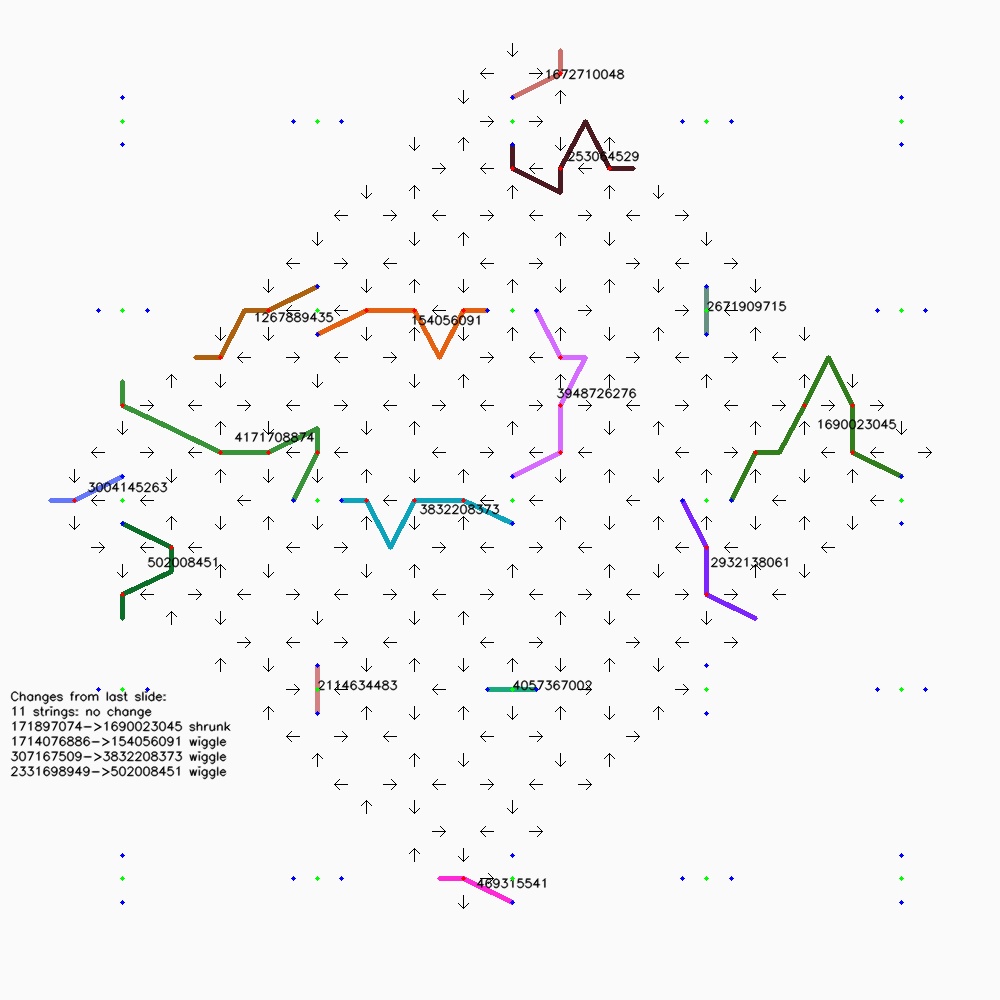 1672710048
253064529
2671909715
1267889435
154056091
3948726276
1690023045
4171708874
3004145263
3832208373
502008451
2932138061
2114634483
4057367002
Changes from last slide:
11 strings: no change
171897074->1690023045 shrunk
1714076886->154056091 wiggle
307167509->3832208373 wiggle
2331698949->502008451 wiggle
469315541